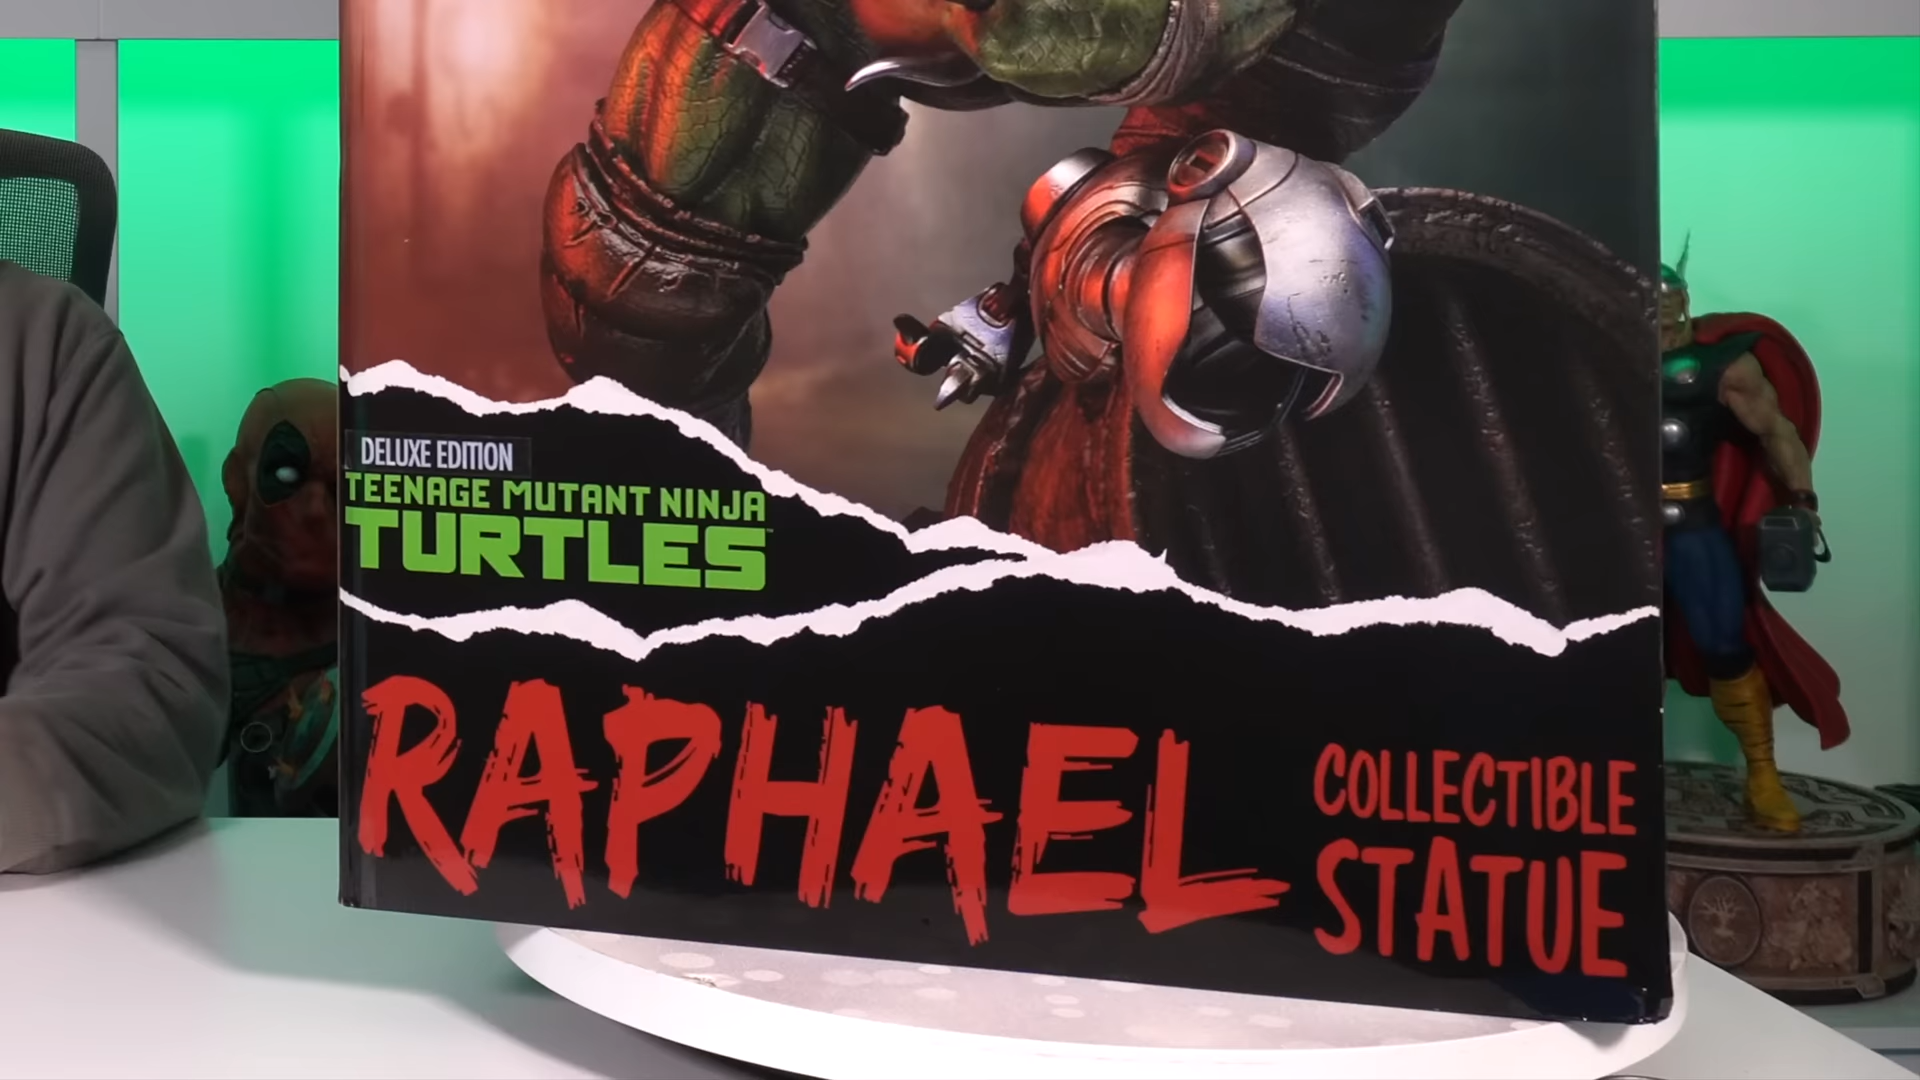 DELUXE EDITION
TEENAGE MUTANT NINJA
TURTLES
RAPHAEL
COLLECTIBLE
STATUE